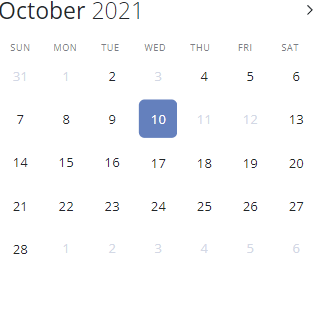 October 2021
SUN MON TUE WED THU FRI SAT
31 1 2 3 4 5 6
7 8 9 10 11 12 13
14 15 16 17 18 19 20
21 22 23 24 25 26 27
28 1 2 3 4 5 6